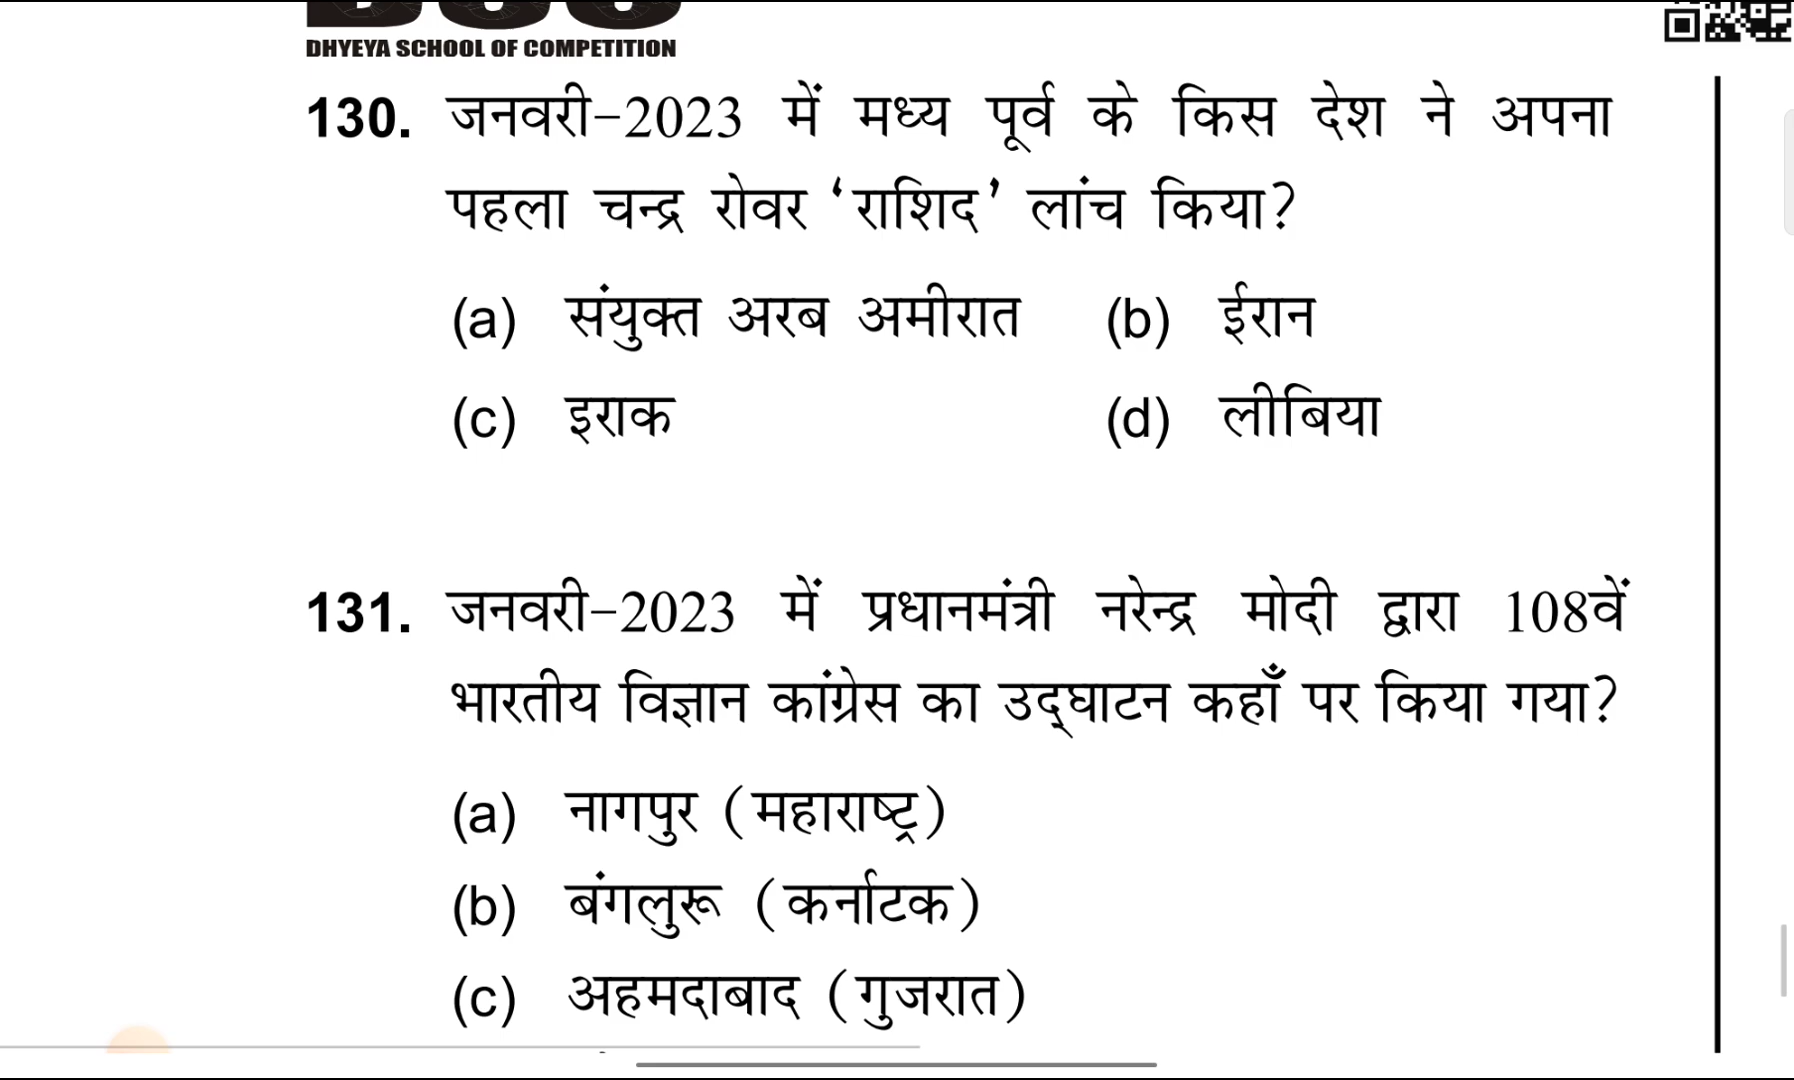 DHYEYA SCHOOL OF COMPETITION
130. जनवरी-2023 में मध्य पूर्व के किस देश ने अपना
पहला चन्द्र रोवर ‘राशिद’ लांच किया?
(a) संयुक्त अरब अमीरात (b) ईरान
(c) इराक (d) लीबिया
131. जनवरी-2023 में प्रधानमंत्री नरेन्द्र मोदी द्वारा 108वें
भारतीय विज्ञान कांग्रेस का उद्घाटन कहाँ पर किया गया?
(a) नागपुर (महाराष्ट्र)
(b) बंगलुरू (कर्नाटक)
(c) अहमदाबाद (गुजरात)